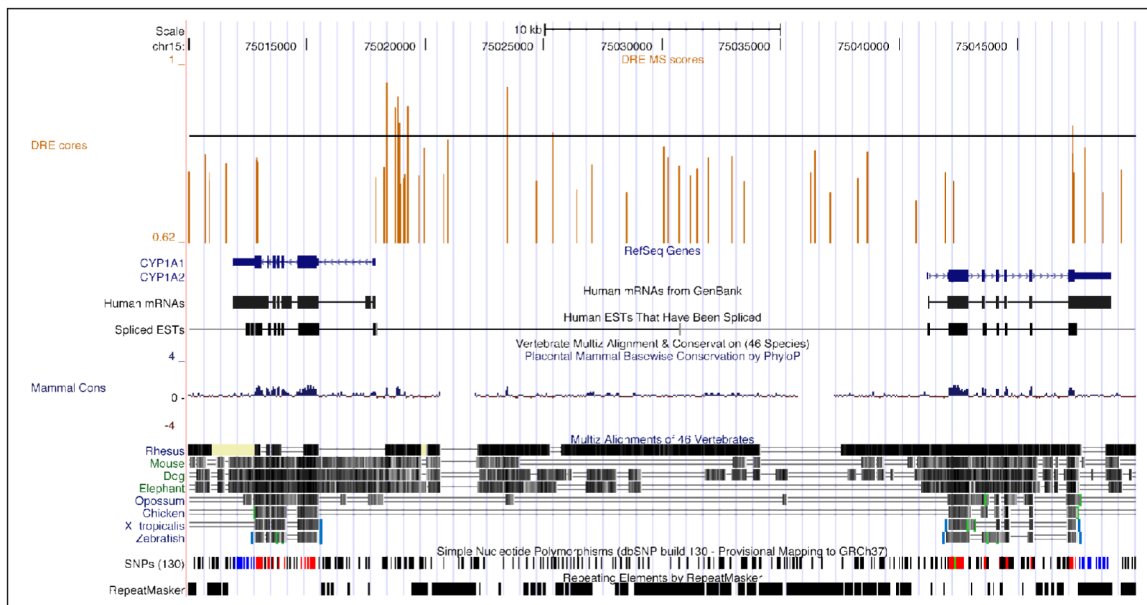 Scale 10 kb
chr15: 75015000 75020000 75025000 75030000 75035000 75040000 75045000
DRE MS scores
1 _
DRE cores
0.62 _
RefSeq Genes
CYP1A1
CYP1A2
Human mRNAs from GenBank
Human mRNAs
Human ESTs That Have Been Spliced
Spliced ESTs
Vertebrate Multiz Alignment & Conservation (46 Species)
Placental Mammal Basewise Conservation by PhyloP
4 _
Mammal Cons
0 -
-4
Multiz Alignments of 46 Vertebrates
Rhesus
Mouse
Dog
Elephant
Opossum
Chicken
X_tropicalis
Zebrafish
Simple Nucleotide Polymorphisms (dbSNP build 130 - Provisional Mapping to GRCh37)
SNPs (130)
Repeating Elements by RepeatMasker
RepeatMasker